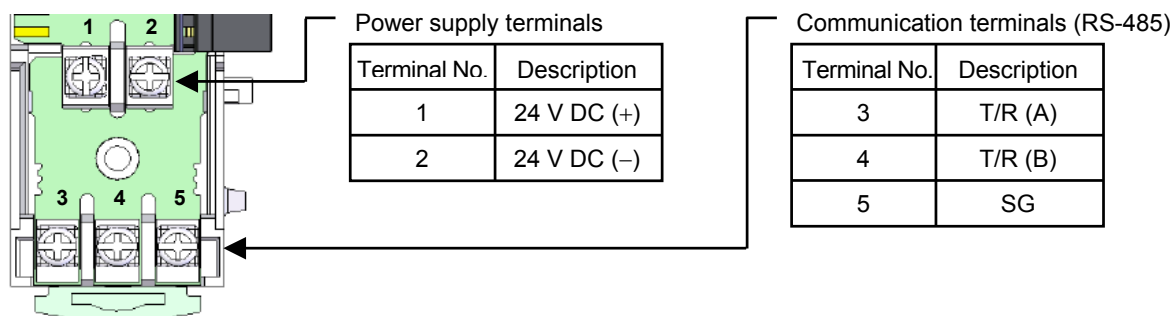 1 2
3 4 5
Power supply terminals
Terminal No. Description
1 24 V DC (+)
2 24 V DC (−)
Communication terminals (RS-485)
Terminal No. Description
3 T/R (A)
4 T/R (B)
5 SG